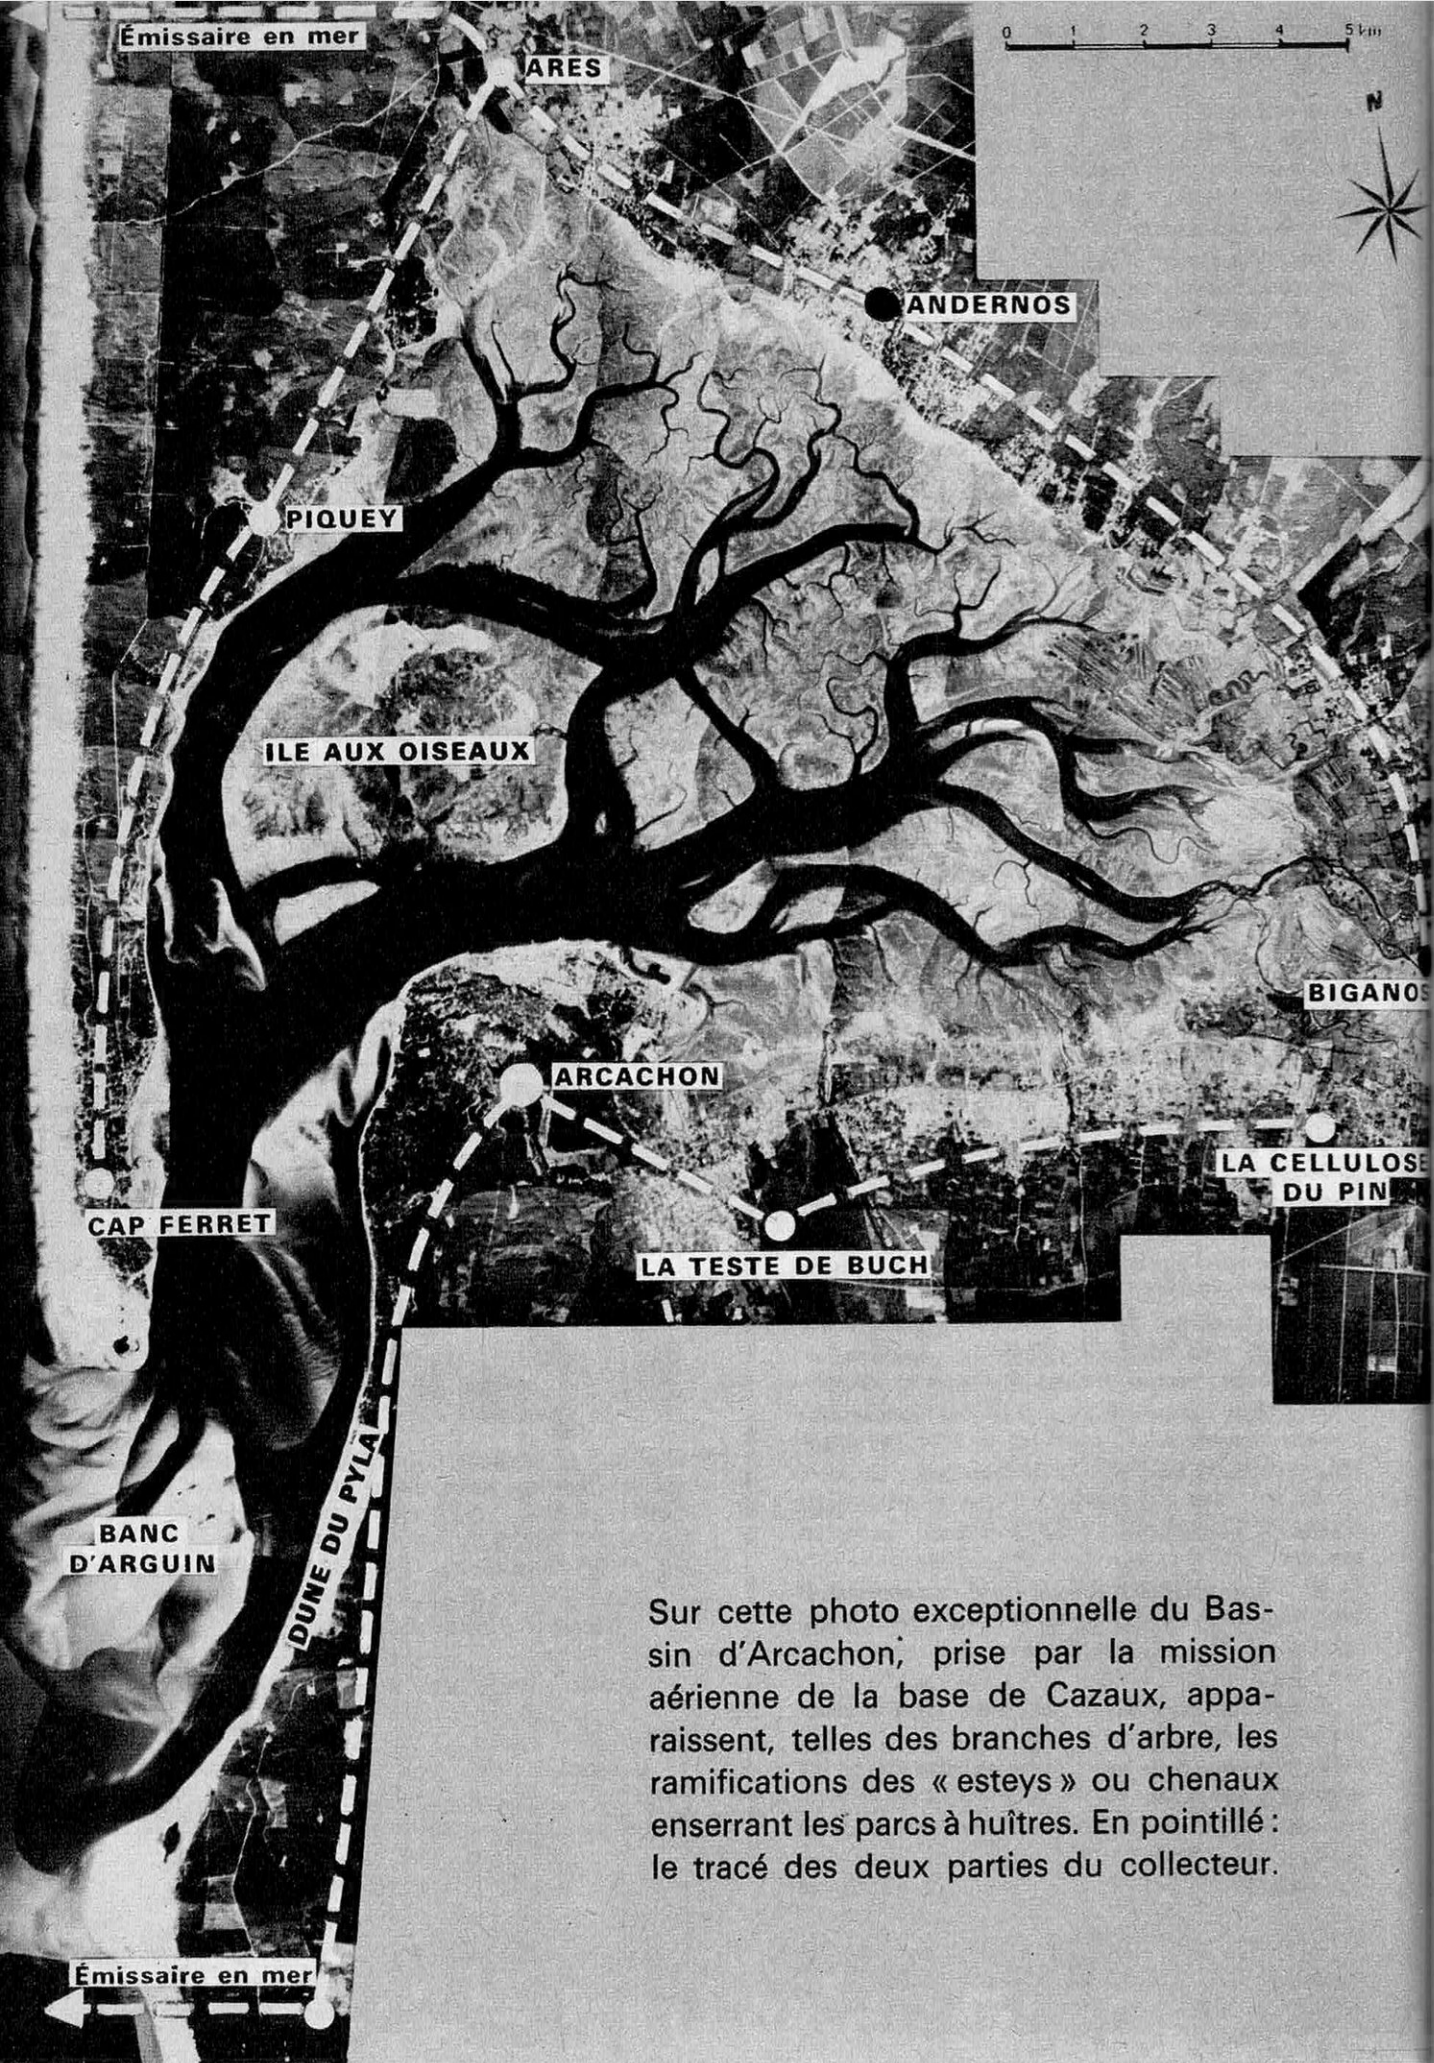 Émissaire en mer
ARES
0 1 2 3 4 5 km
N
ANDERNOS
PIQUEY
ILE AUX OISEAUX
BIGANOS
ARCACHON
LA CELLULOSE
DU PIN
CAP FERRET
LA TESTE DE BUCH
DUNE DU PYLA
BANC
D'ARGUIN
Sur cette photo exceptionnelle du Bas-
sin d'Arcachon, prise par la mission
aérienne de la base de Cazaux, appa-
raissent, telles des branches d'arbre, les
ramifications des « esteys » ou chenaux
enserrant les parcs à huîtres. En pointillé :
le tracé des deux parties du collecteur.
Émissaire en mer